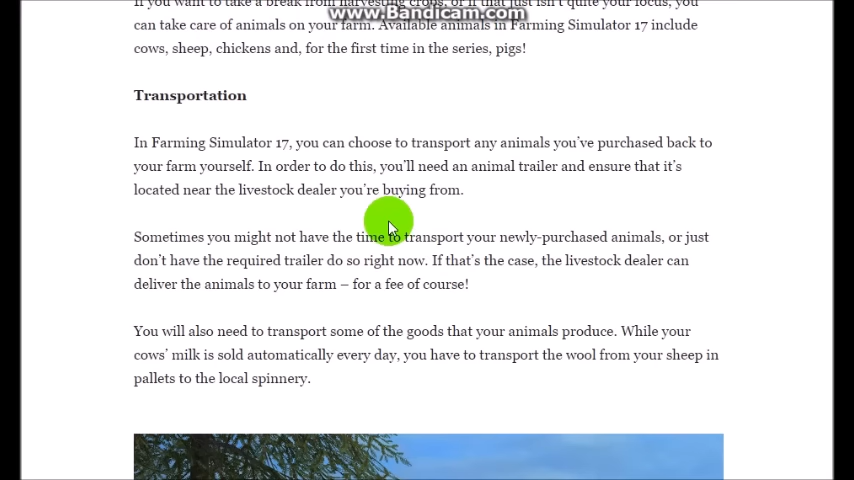 If you want to take a break from harvesting crops, or if that just isn't quite your focus, you
www.Bandicam.com
can take care of animals on your farm. Available animals in Farming Simulator 17 include
cows, sheep, chickens and, for the first time in the series, pigs!
Transportation
In Farming Simulator 17, you can choose to transport any animals you've purchased back to
your farm yourself. In order to do this, you'll need an animal trailer and ensure that it's
located near the livestock dealer you're buying from.
Sometimes you might not have the time to transport your newly-purchased animals, or just
don't have the required trailer do so right now. If that's the case, the livestock dealer can
deliver the animals to your farm – for a fee of course!
You will also need to transport some of the goods that your animals produce. While your
cows' milk is sold automatically every day, you have to transport the wool from your sheep in
pallets to the local spinnery.